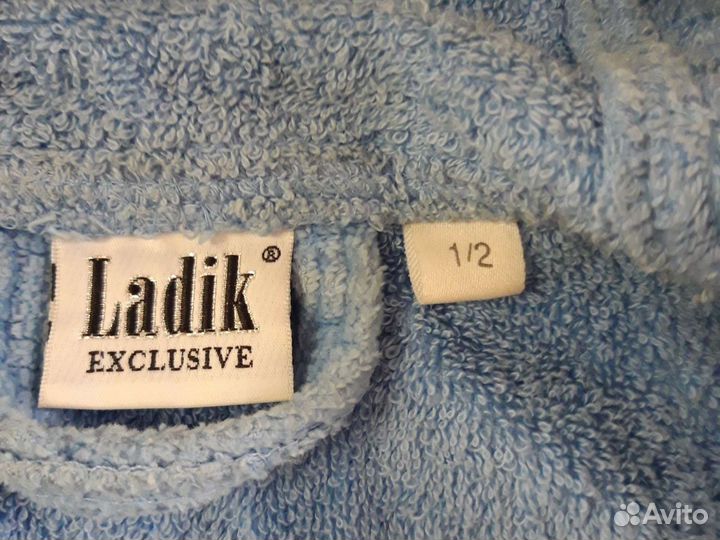 Ladik®
EXCLUSIVE
1/2
Avito